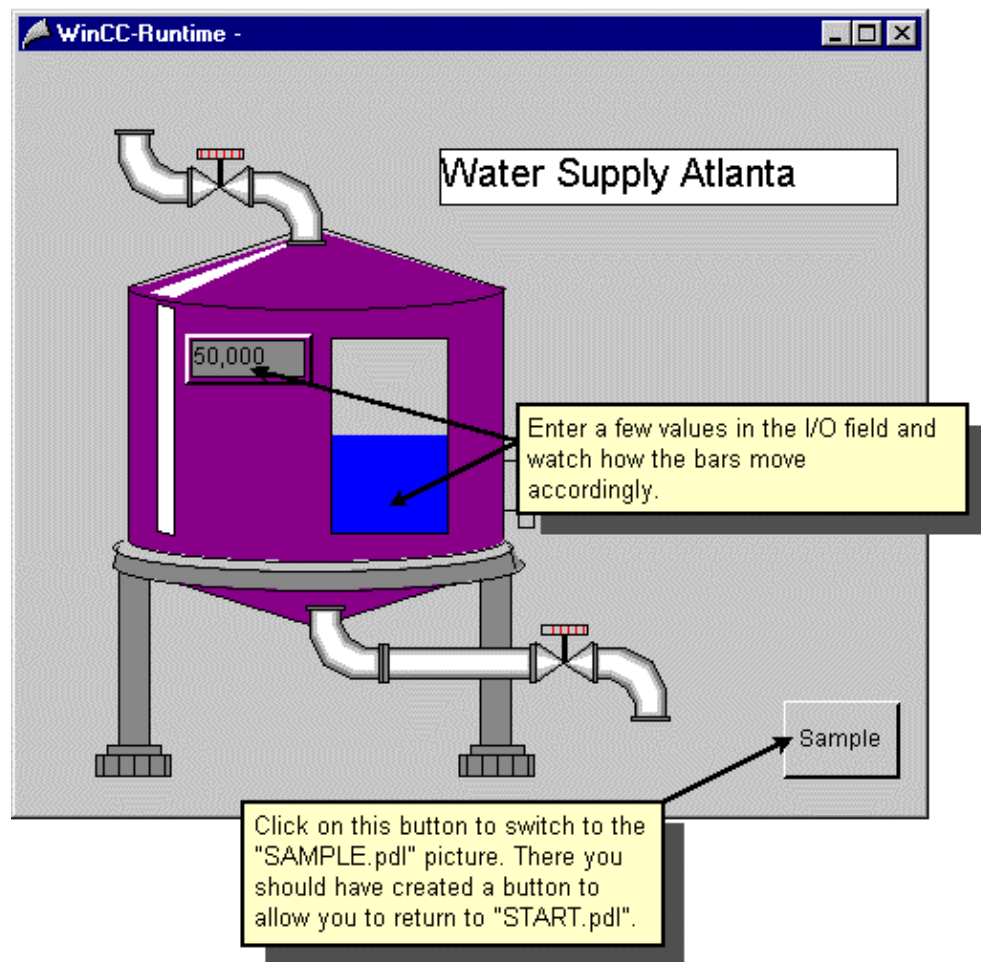 WinCC-Runtime -
Water Supply Atlanta
50,000
Enter a few values in the I/O field and
watch how the bars move
accordingly.
Sample
Click on this button to switch to the
"SAMPLE.pdl" picture. There you
should have created a button to
allow you to return to "START.pdl".